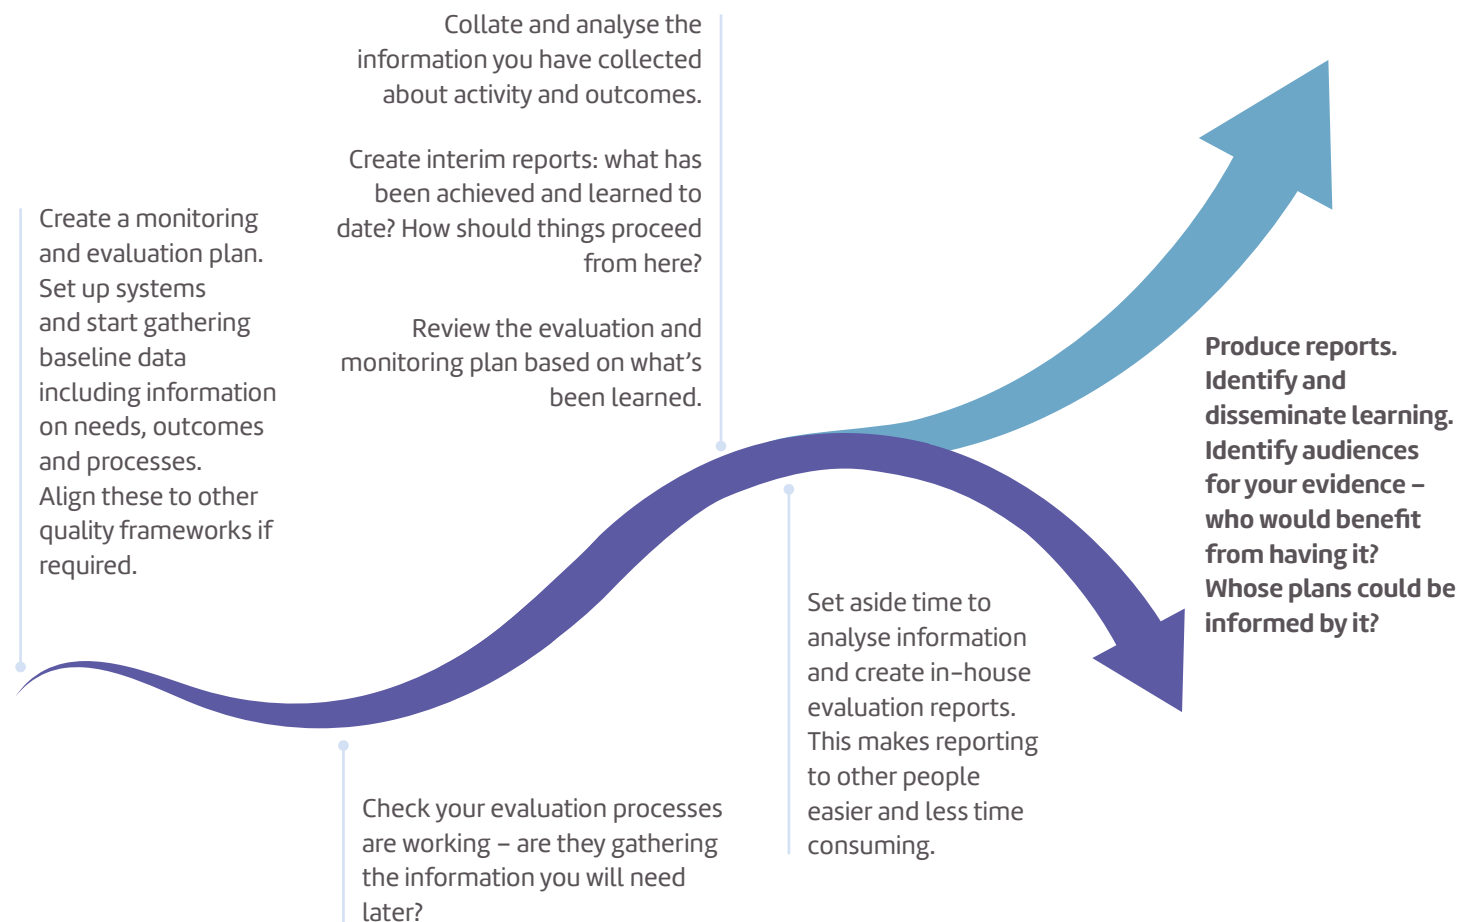 Create a monitoring
and evaluation plan.
Set up systems
and start gathering
baseline data
including information
on needs, outcomes
and processes.
Align these to other
quality frameworks if
required.
Check your evaluation processes
are working – are they gathering
the information you will need
later?
Collate and analyse the
information you have collected
about activity and outcomes.
Create interim reports: what has
been achieved and learned to
date? How should things proceed
from here?
Review the evaluation and
monitoring plan based on what’s
been learned.
Set aside time to
analyse information
and create in-house
evaluation reports.
This makes reporting
to other people
easier and less time
consuming.
Produce reports.
Identify and
disseminate learning.
Identify audiences
for your evidence –
who would benefit
from having it?
Whose plans could be
informed by it?